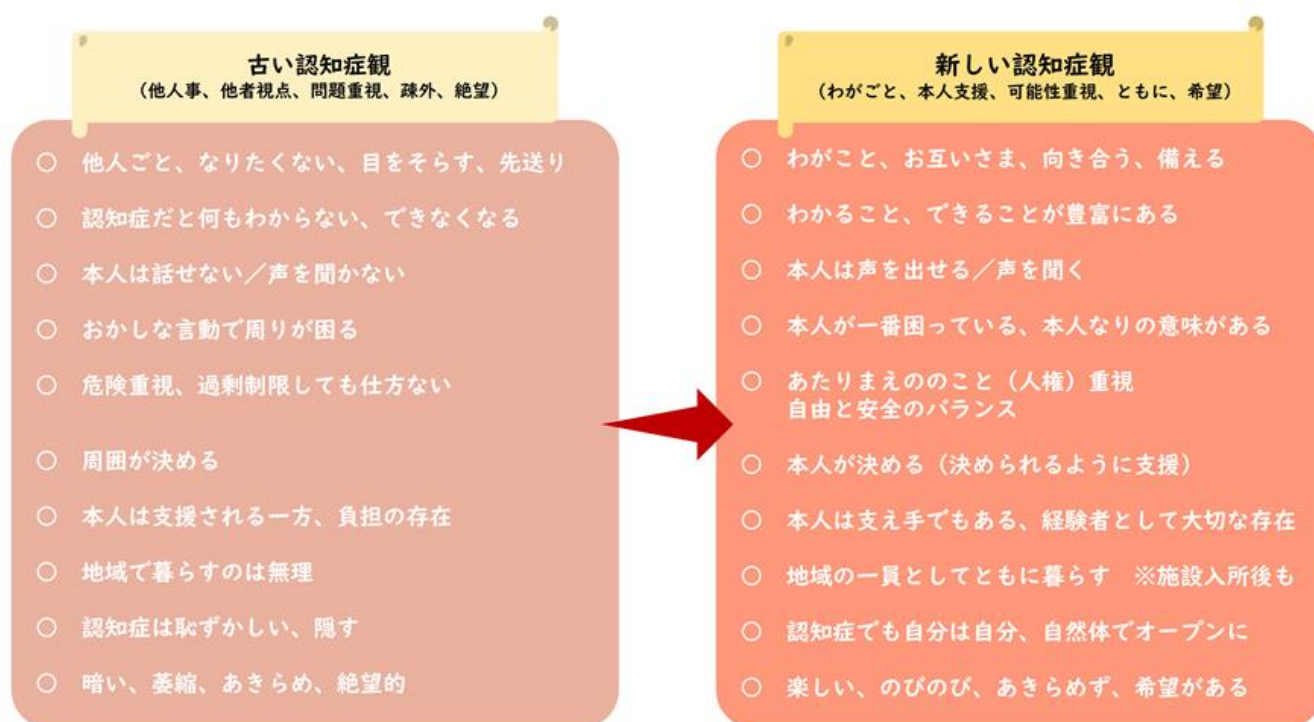 古い認知症観
（他人事、他者視点、問題重視、疎外、絶望）
○ 他人ごと、なりたくない、目をそらす、先送り
○ 認知症だと何もわからない、できなくなる
○ 本人は話せない／声を聞かない
○ おかしな言動で周りが困る
○ 危険重視、過剰制限しても仕方ない
○ 周囲が決める
○ 本人は支援される一方、負担の存在
○ 地域で暮らすのは無理
○ 認知症は恥ずかしい、隠す
○ 暗い、萎縮、あきらめ、絶望的
新しい認知症観
（わがごと、本人支援、可能性重視、ともに、希望）
○ わがこと、お互いさま、向き合う、備える
○ わかること、できることが豊富にある
○ 本人は声を出せる／声を聞く
○ 本人が一番困っている、本人なりの意味がある
○ あたりまえののこと（人権）重視
自由と安全のバランス
○ 本人が決める（決められるように支援）
○ 本人は支え手でもある、経験者として大切な存在
○ 地域の一員としてともに暮らす ※施設入所後も
○ 認知症でも自分は自分、自然体でオープンに
○ 楽しい、のびのび、あきらめず、希望がある